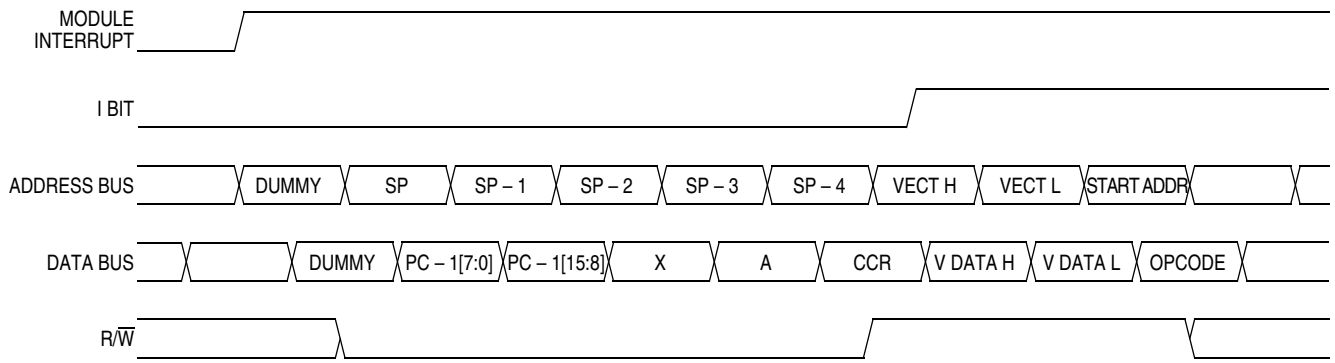 MODULE
INTERRUPT
I BIT
ADDRESS BUS DUMMY SP SP – 1 SP – 2 SP – 3 SP – 4 VECT H VECT L START ADDR
DATA BUS DUMMY PC – 1[7:0] PC – 1[15:8] X A CCR V DATA H V DATA L OPCODE
R/W̅